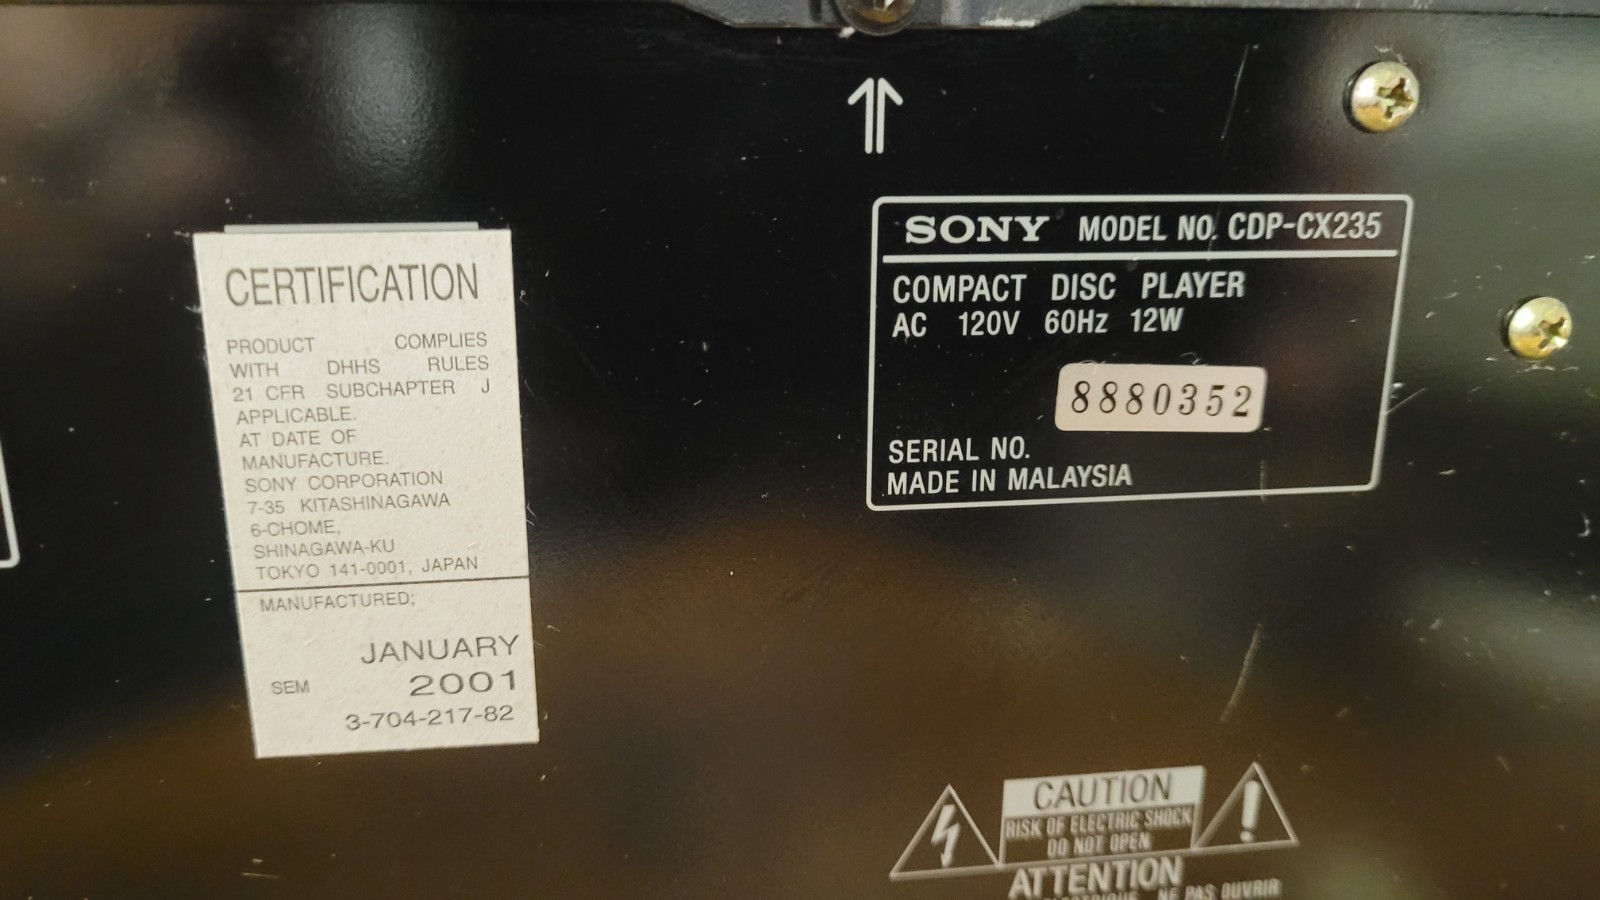 CERTIFICATION
PRODUCT COMPLIES
WITH DHHS RULES
21 CFR SUBCHAPTER J
APPLICABLE.
AT DATE OF
MANUFACTURE.
SONY CORPORATION
7-35 KITASHINAGAWA
6-CHOME,
SHINAGAWA-KU
TOKYO 141-0001, JAPAN
MANUFACTURED;
JANUARY
SEM 2001
3-704-217-82
SONY MODEL NO. CDP-CX235
COMPACT DISC PLAYER
AC 120V 60Hz 12W
8880352
SERIAL NO.
MADE IN MALAYSIA
CAUTION
RISK OF ELECTRIC SHOCK
DO NOT OPEN
ATTENTION
NE PAS OUVRIR